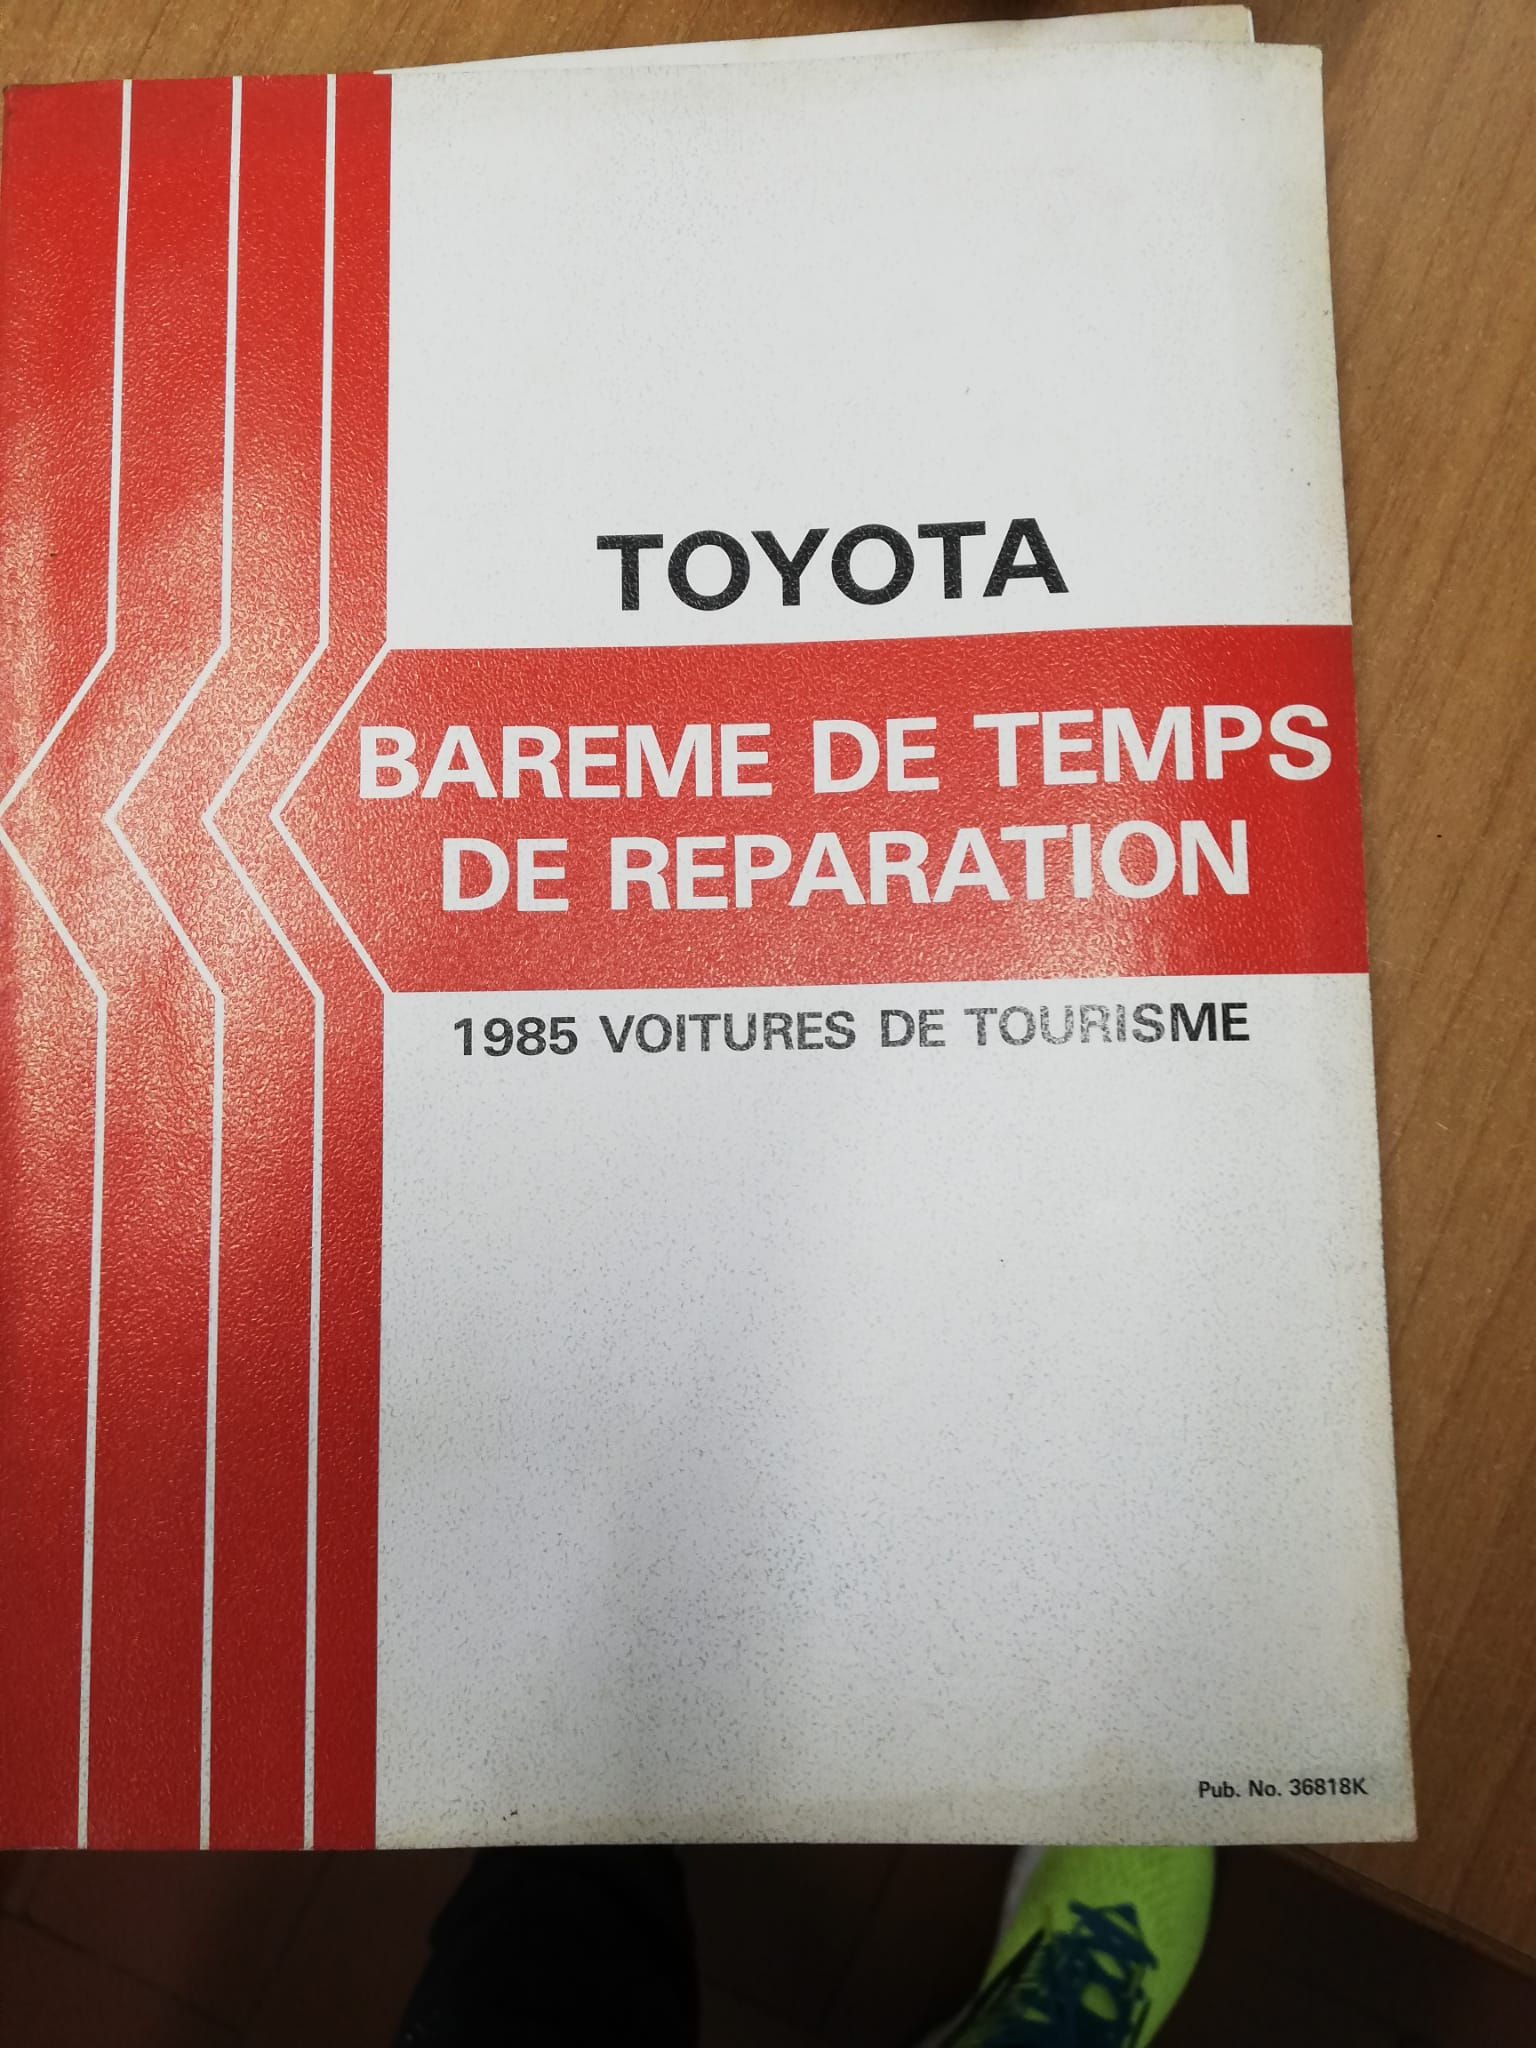 TOYOTA
BAREME DE TEMPS
DE REPARATION
1985 VOITURES DE TOURISME
Pub. No. 36818K